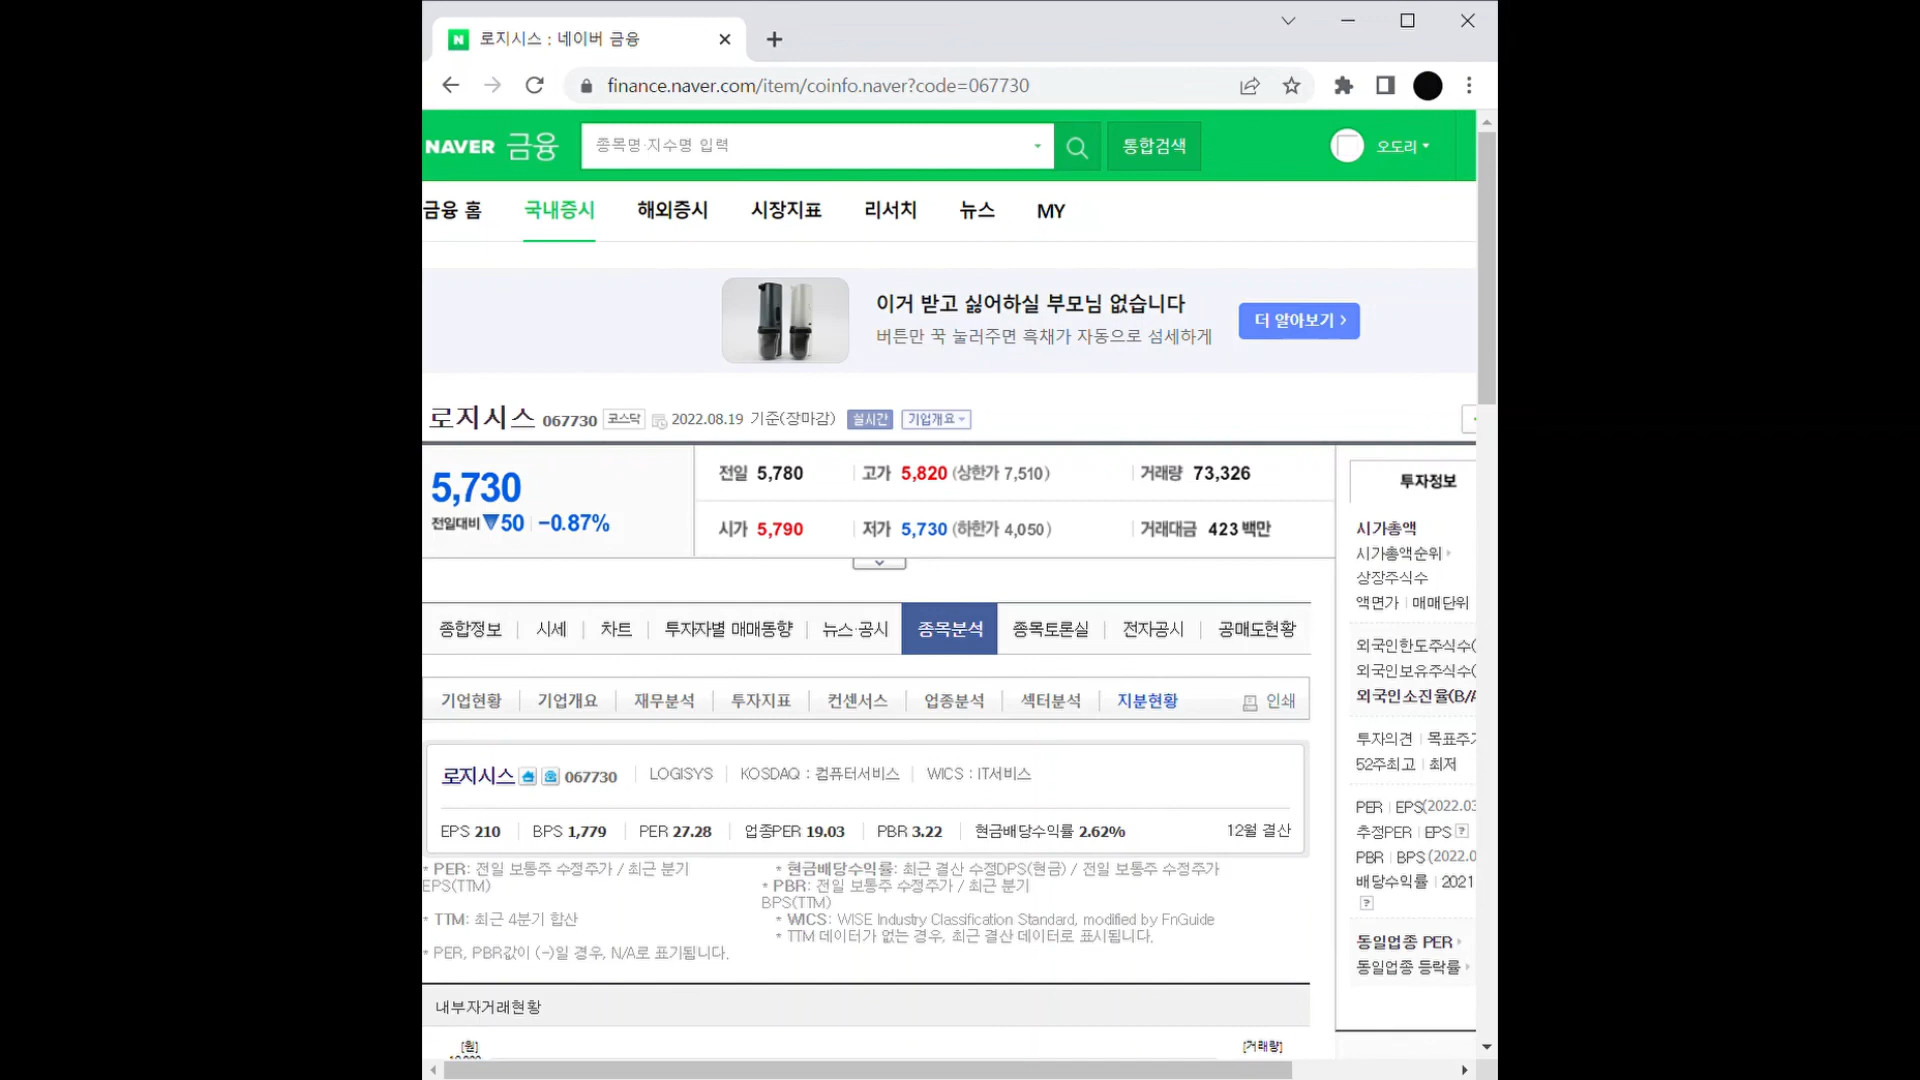 로지시스 : 네이버 금융
finance.naver.com/item/coinfo.naver?code=067730
NAVER 금융
종목명·지수명 입력
통합검색
오도리
금융 홈 국내증시 해외증시 시장지표 리서치 뉴스 MY
이거 받고 싫어하실 부모님 없습니다
버튼만 꾹 눌러주면 흑채가 자동으로 섬세하게
더 알아보기 >
로지시스 067730 코스닥 2022.08.19 기준(장마감) 실시간 기업개요
5,730
전일대비 ▼50 -0.87%
전일 5,780 고가 5,820 (상한가 7,510) 거래량 73,326
시가 5,790 저가 5,730 (하한가 4,050) 거래대금 423 백만
종합정보 시세 차트 투자자별 매매동향 뉴스·공시 종목분석 종목토론실 전자공시 공매도현황
기업현황 기업개요 재무분석 투자지표 컨센서스 업종분석 섹터분석 지분현황 인쇄
로지시스 067730 LOGISYS KOSDAQ : 컴퓨터서비스 WICS : IT서비스
EPS 210 BPS 1,779 PER 27.28 업종PER 19.03 PBR 3.22 현금배당수익률 2.62% 12월 결산
* PER: 전일 보통주 수정주가 / 최근 분기
EPS(TTM)
* 현금배당수익률: 최근 결산 수정DPS(현금) / 전일 보통주 수정주가
* PBR: 전일 보통주 수정주가 / 최근 분기
BPS(TTM)
* TTM: 최근 4분기 합산
* WICS: WISE Industry Classification Standard, modified by FnGuide
* TTM 데이터가 없는 경우, 최근 결산 데이터로 표시됩니다.
* PER, PBR값이 (-)일 경우, N/A로 표기됩니다.
내부자거래현황
[원]
[거래량]
투자정보
시가총액
시가총액순위
상장주식수
액면가 매매단위
외국인한도주식수(
외국인보유주식수(
외국인소진율(B/A
투자의견 목표주가
52주최고 최저
PER EPS(2022.03
추정PER EPS ?
PBR BPS (2022.0
배당수익률 2021
?
동일업종 PER
동일업종 등락률